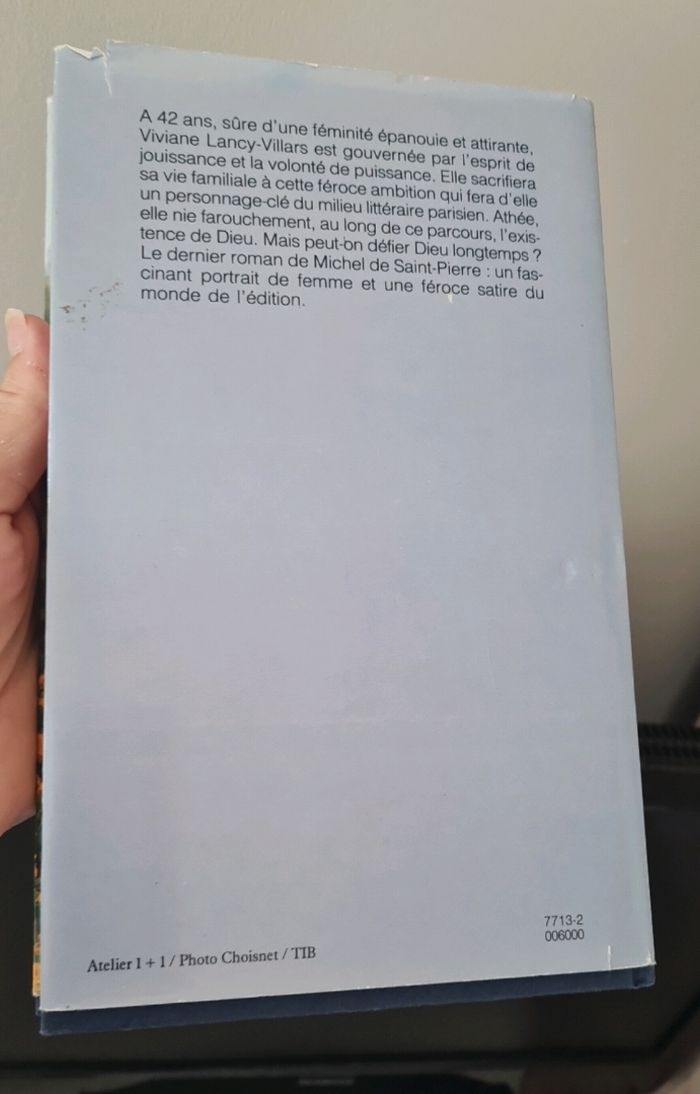 A 42 ans, sûre d'une féminité épanouie et attirante,
Viviane Lancy-Villars est gouvernée par l'esprit de
jouissance et la volonté de puissance. Elle sacrifiera
sa vie familiale à cette féroce ambition qui fera d'elle
un personnage-clé du milieu littéraire parisien. Athée,
elle nie farouchement, au long de ce parcours, l'exis-
tence de Dieu. Mais peut-on défier Dieu longtemps ?
Le dernier roman de Michel de Saint-Pierre : un fas-
cinant portrait de femme et une féroce satire du
monde de l'édition.
7713-2
006000
Atelier 1 + 1 / Photo Choisnet / TIB